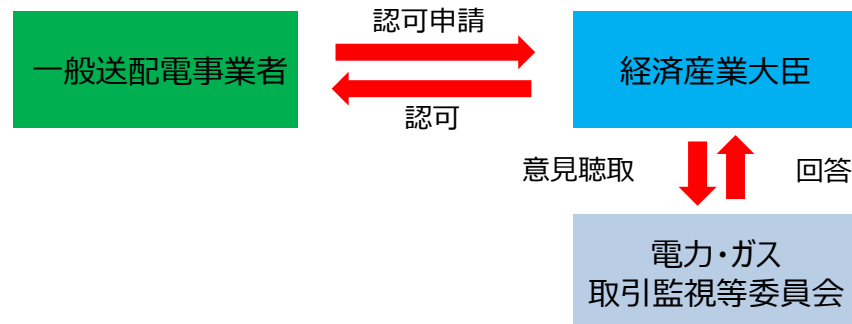 認可申請
一般送配電事業者
経済産業大臣
認可
意見聴取
回答
電力・ガス
取引監視等委員会